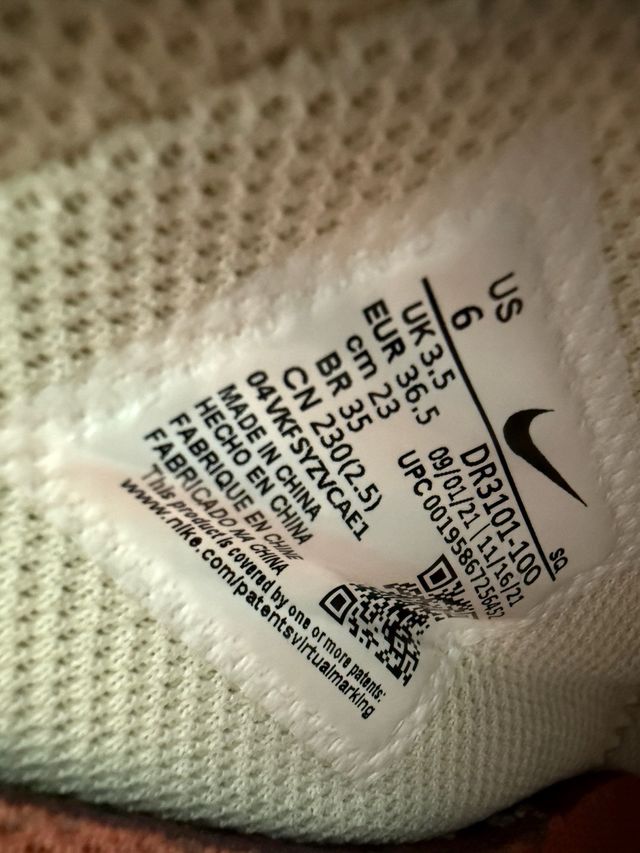 US
6
UK 3.5
EUR 36.5
cm 23
BR 35
CN 230(2.5)
04VKFSYZVCAE1
MADE IN CHINA
HECHO EN CHINA
FABRIQUE EN CHINE
FABRICADO NA CHINA
This product is covered by one or more patents:
www.nike.com/patentsvirtualmarking
SQ
DR3101-100
09/01/21 | 11/16/21
UPC 00195867256452